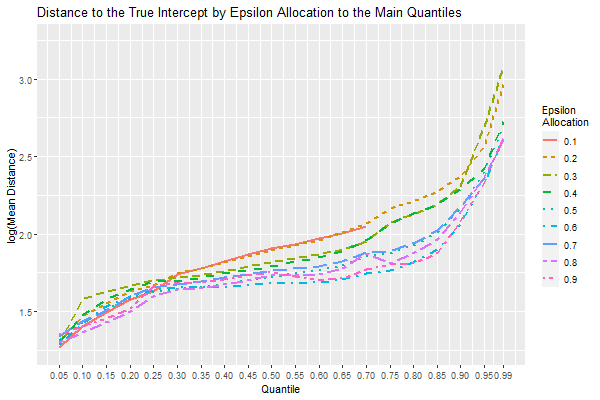 Distance to the True Intercept by Epsilon Allocation to the Main Quantiles
log(Mean Distance)
3.0
2.5
2.0
1.5
0.05 0.10 0.15 0.20 0.25 0.30 0.35 0.40 0.45 0.50 0.55 0.60 0.65 0.70 0.75 0.80 0.85 0.90 0.95 0.99
Quantile
Epsilon
Allocation
0.1
0.2
0.3
0.4
0.5
0.6
0.7
0.8
0.9